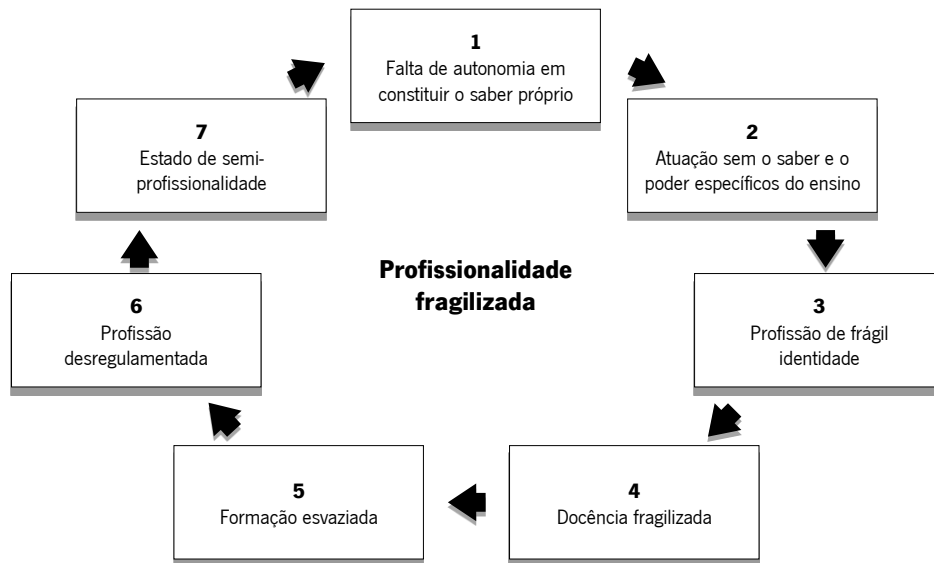 1
Falta de autonomia em
constituir o saber próprio
2
Atuação sem o saber e o
poder específicos do ensino
3
Profissão de frágil
identidade
4
Docência fragilizada
5
Formação esvaziada
6
Profissão
desregulamentada
7
Estado de semi-
profissionalidade
Profissionalidade
fragilizada